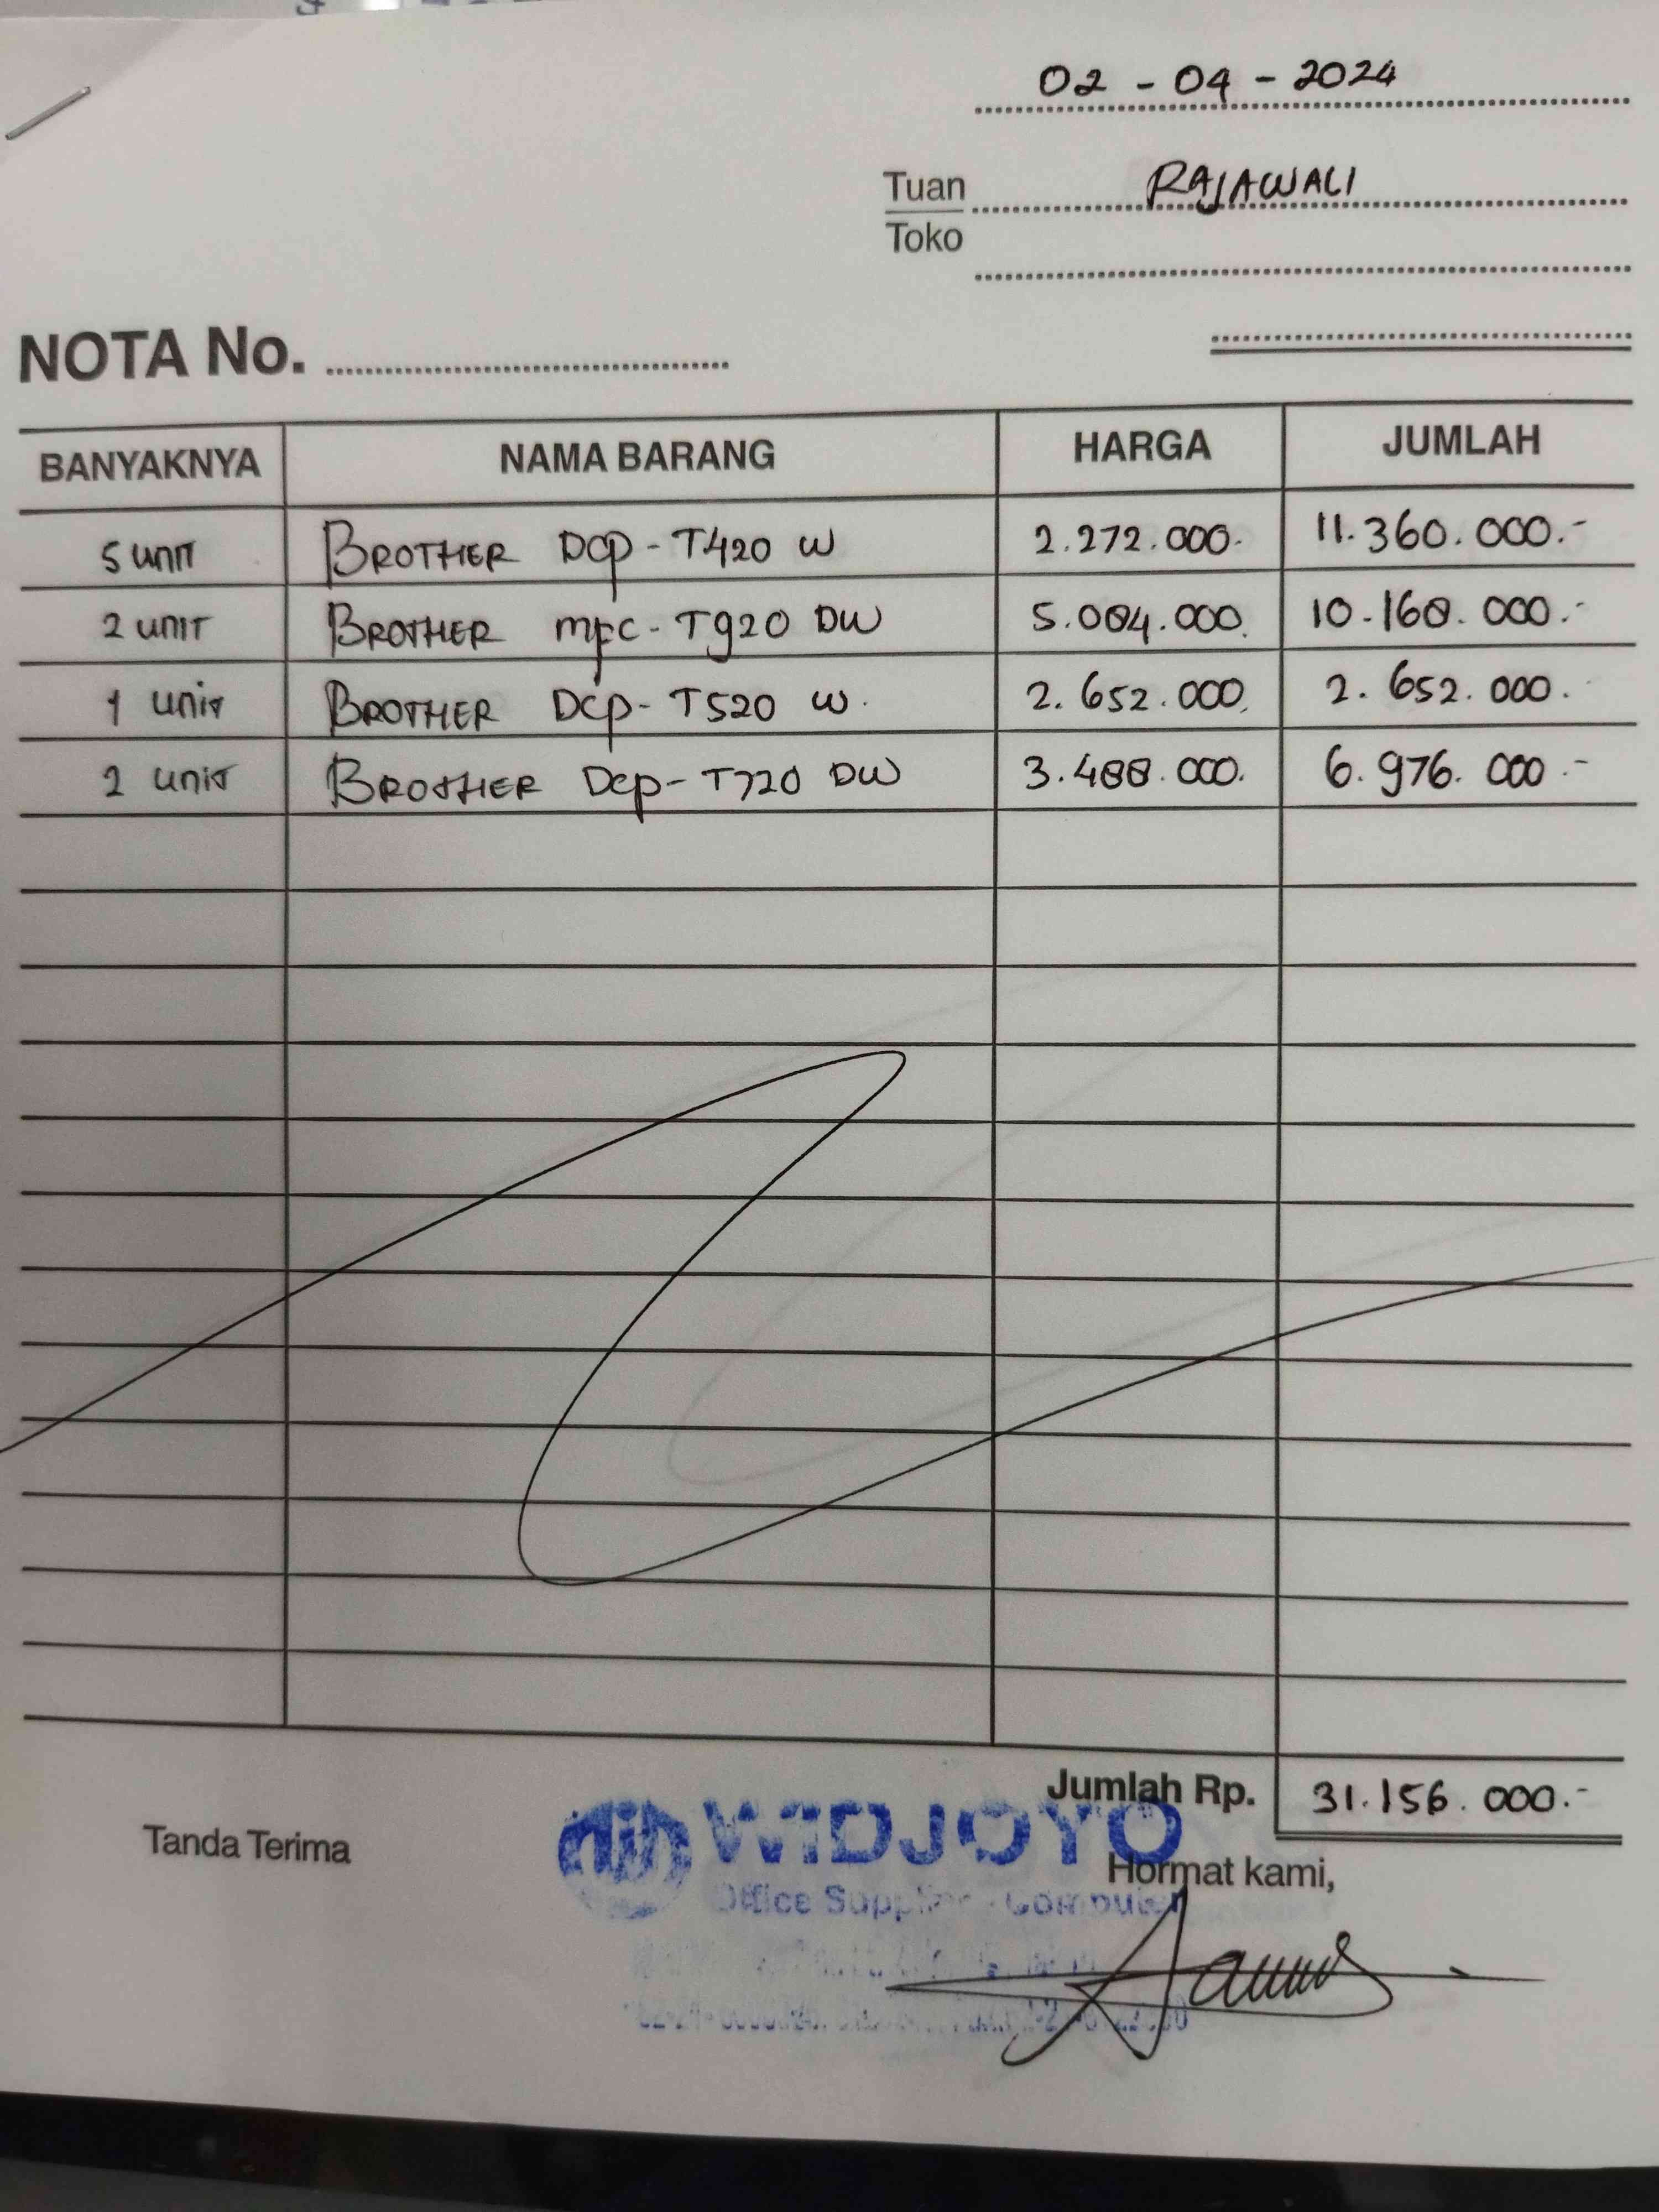 02 - 04 - 2024
Tuan RAJAWALI
Toko
NOTA No.
BANYAKNYA NAMA BARANG HARGA JUMLAH
5 UNIT BROTHER DCP - T420 W 2.272.000.- 11.360.000.-
2 UNIT BROTHER MFC - T920 DW 5.084.000. 10.168.000.-
1 UNIT BROTHER DCP - T520 W. 2.652.000. 2.652.000.-
2 UNIT BROTHER DCP - T720 DW 3.488.000. 6.976.000.-
Jumlah Rp. 31.156.000.-
WIDJOYO
Tanda Terima Hormat kami,
Office Supplies - Computer